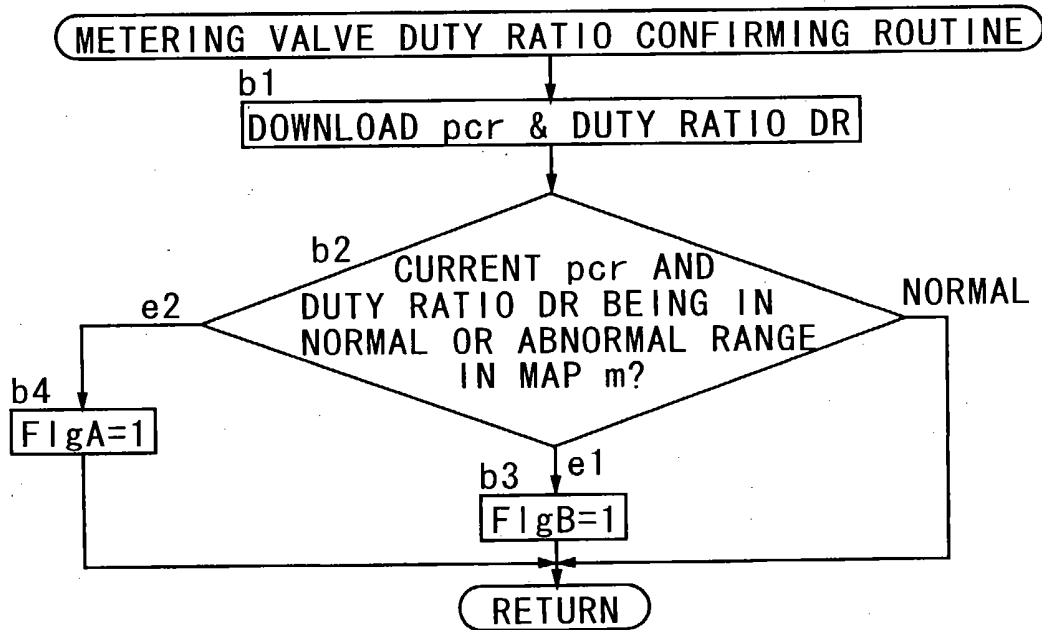 METERING VALVE DUTY RATIO CONFIRMING ROUTINE
b1
DOWNLOAD pcr & DUTY RATIO DR
b2
CURRENT pcr AND
DUTY RATIO DR BEING IN
NORMAL OR ABNORMAL RANGE
IN MAP m?
e2
NORMAL
b4
FlgA=1
e1
b3
FlgB=1
RETURN